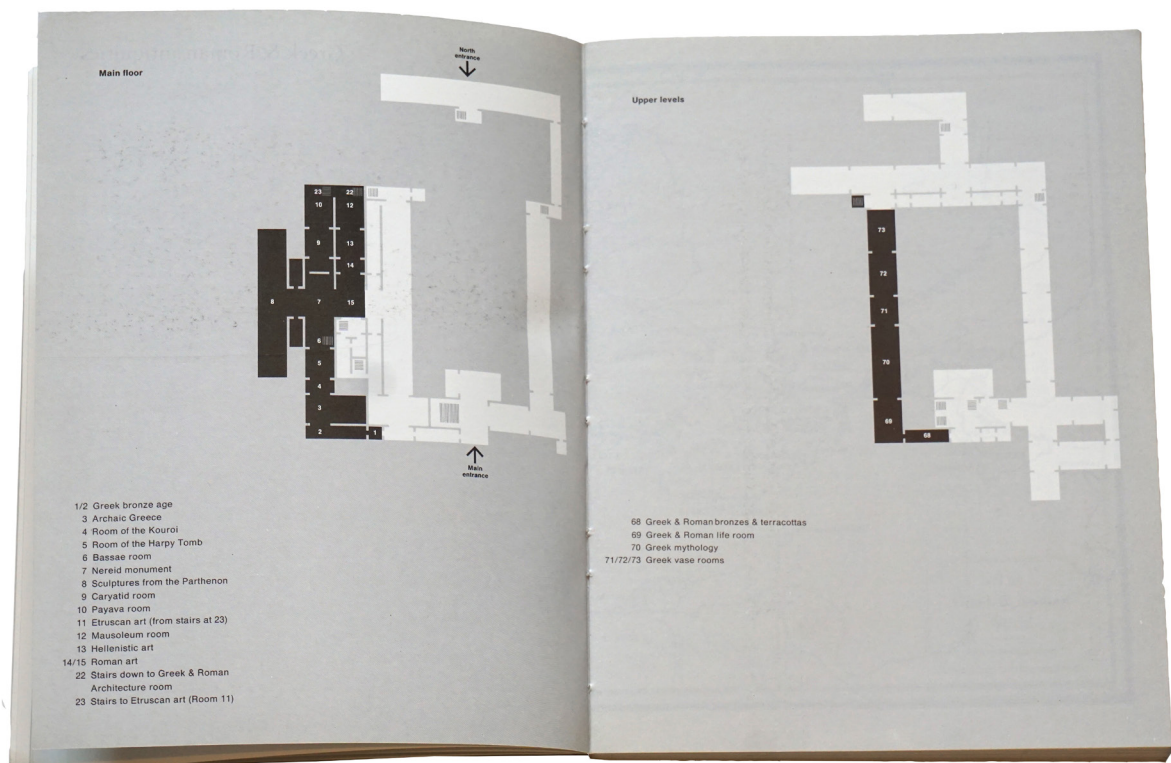 Main floor
North
entrance
23 22
10 12
9 13
14
8 7 15
6
5
4
3
2 1
Main
entrance
1/2 Greek bronze age
3 Archaic Greece
4 Room of the Kouroi
5 Room of the Harpy Tomb
6 Bassae room
7 Nereid monument
8 Sculptures from the Parthenon
9 Caryatid room
10 Payava room
11 Etruscan art (from stairs at 23)
12 Mausoleum room
13 Hellenistic art
14/15 Roman art
22 Stairs down to Greek & Roman
Architecture room
23 Stairs to Etruscan art (Room 11)
Upper levels
73
72
71
70
69
68
68 Greek & Roman bronzes & terracottas
69 Greek & Roman life room
70 Greek mythology
71/72/73 Greek vase rooms